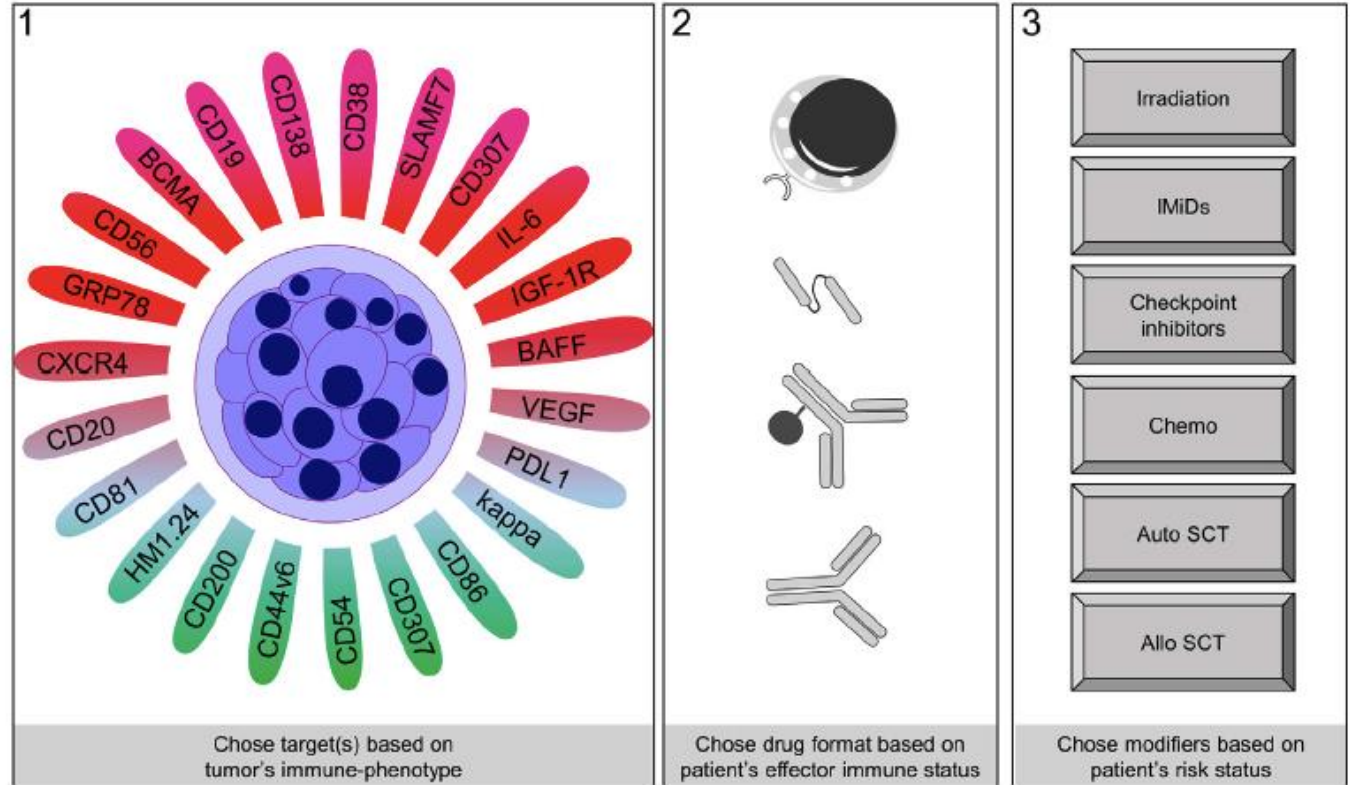 1
CD38
SLAMF7
CD307
IL-6
IGF-1R
BAFF
VEGF
PDL1
kappa
CD86
CD307
CD54
CD44v6
CD200
HM1.24
CD81
CD20
CXCR4
GRP78
CD56
BCMA
CD19
CD138
Chose target(s) based on
tumor's immune-phenotype
2
Chose drug format based on
patient's effector immune status
3
Irradiation
IMiDs
Checkpoint
inhibitors
Chemo
Auto SCT
Allo SCT
Chose modifiers based on
patient's risk status